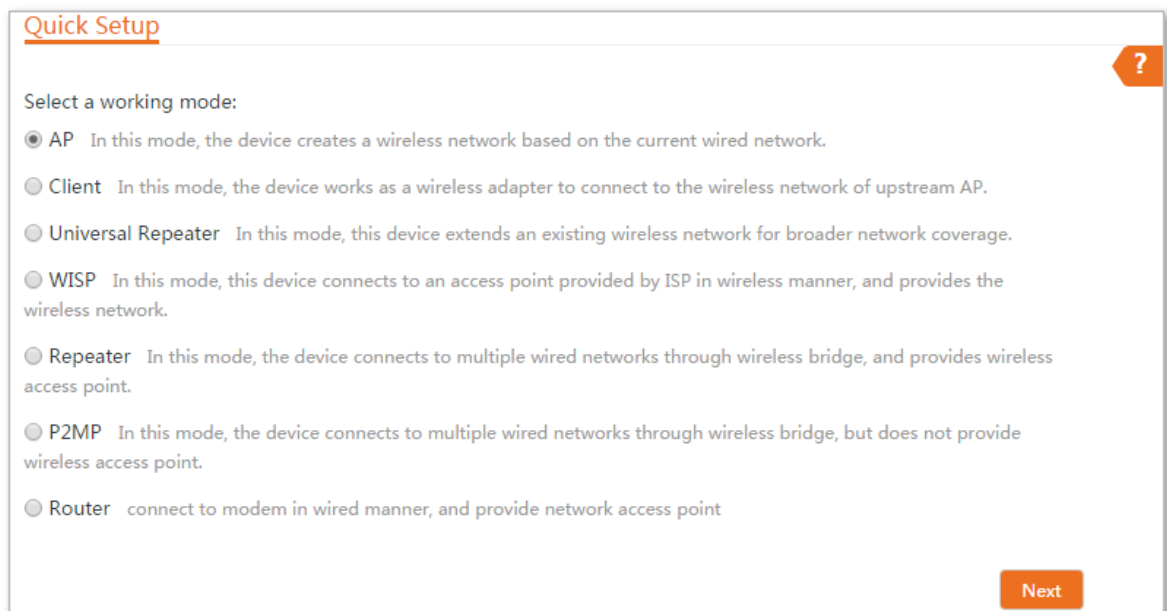 Quick Setup
?
Select a working mode:
AP In this mode, the device creates a wireless network based on the current wired network.
Client In this mode, the device works as a wireless adapter to connect to the wireless network of upstream AP.
Universal Repeater In this mode, this device extends an existing wireless network for broader network coverage.
WISP In this mode, this device connects to an access point provided by ISP in wireless manner, and provides the
wireless network.
Repeater In this mode, the device connects to multiple wired networks through wireless bridge, and provides wireless
access point.
P2MP In this mode, the device connects to multiple wired networks through wireless bridge, but does not provide
wireless access point.
Router connect to modem in wired manner, and provide network access point
Next